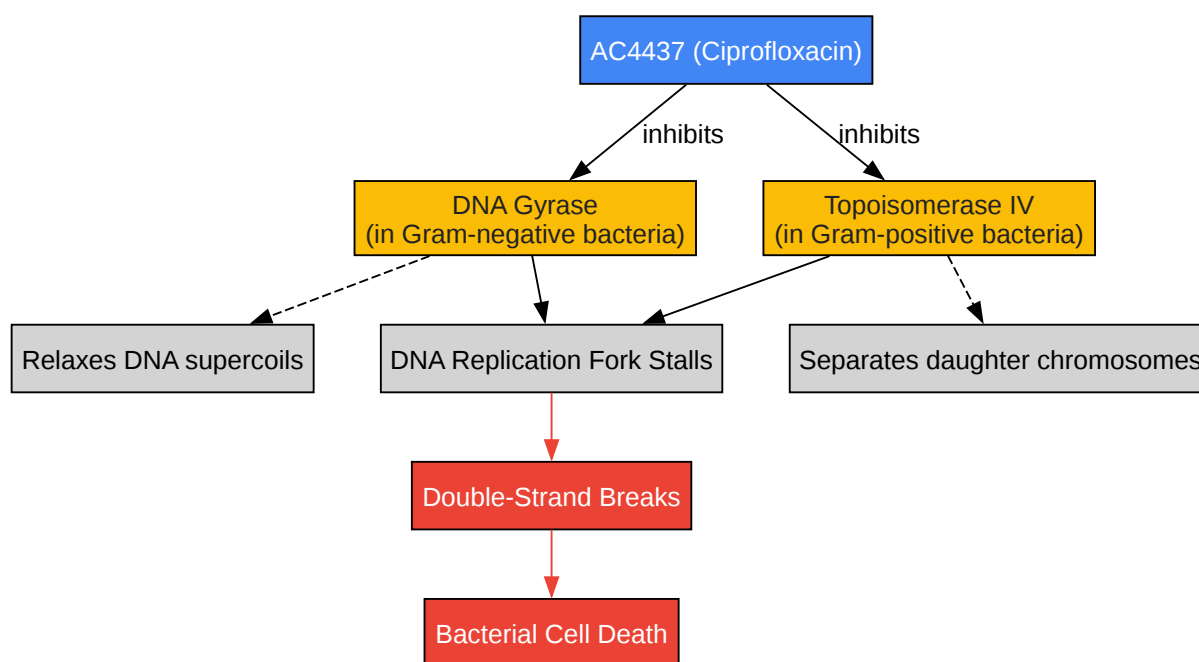 AC4437 (Ciprofloxacin)
inhibits
inhibits
DNA Gyrase
(in Gram-negative bacteria)
Topoisomerase IV
(in Gram-positive bacteria)
Relaxes DNA supercoils
DNA Replication Fork Stalls
Separates daughter chromosomes
Double-Strand Breaks
Bacterial Cell Death